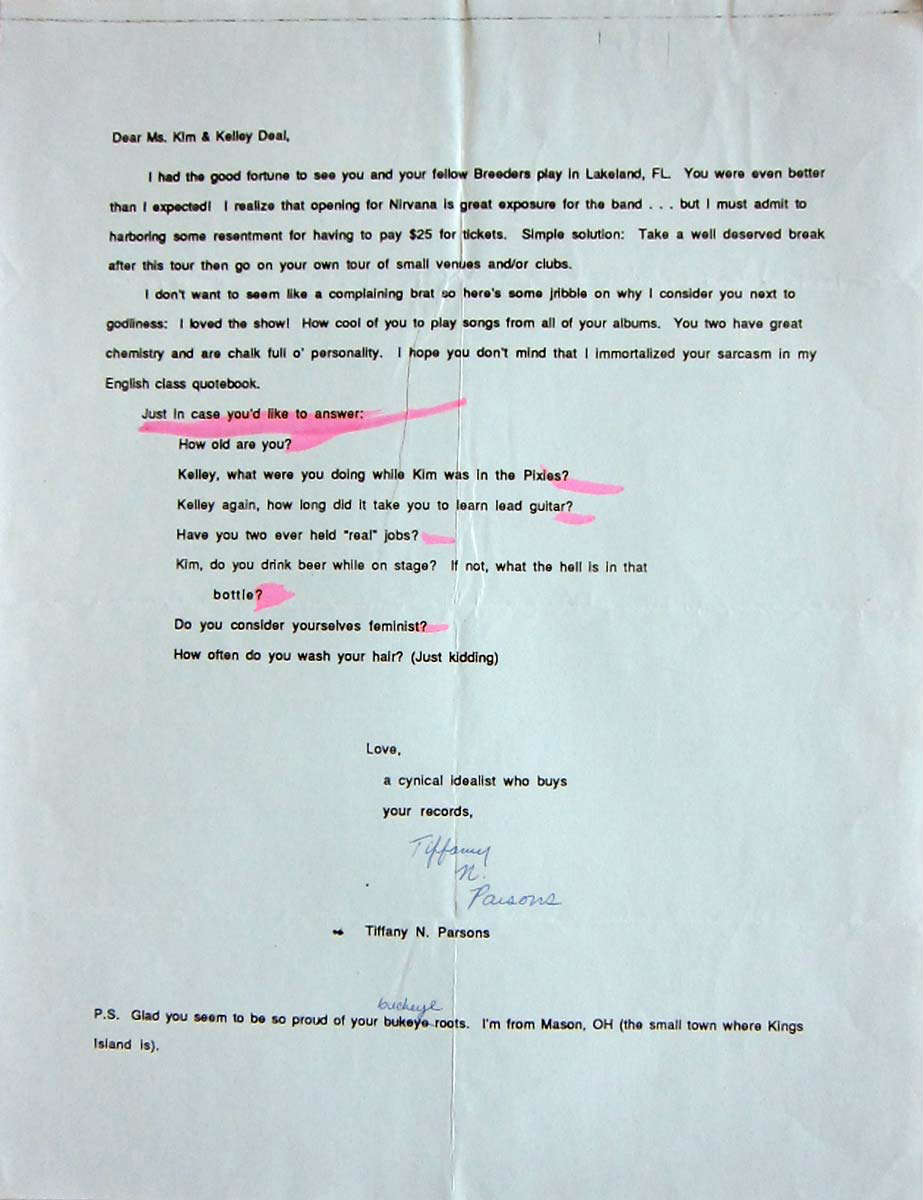 Dear Ms. Kim & Kelley Deal,
I had the good fortune to see you and your fellow Breeders play in Lakeland, FL. You were even better
than I expected! I realize that opening for Nirvana is great exposure for the band . . . but I must admit to
harboring some resentment for having to pay $25 for tickets. Simple solution: Take a well deserved break
after this tour then go on your own tour of small venues and/or clubs.
I don't want to seem like a complaining brat so here's some jribble on why I consider you next to
godliness: I loved the show! How cool of you to play songs from all of your albums. You two have great
chemistry and are chalk full o' personality. I hope you don't mind that I immortalized your sarcasm in my
English class quotebook.
Just in case you'd like to answer:
How old are you?
Kelley, what were you doing while Kim was in the Pixies?
Kelley again, how long did it take you to learn lead guitar?
Have you two ever held "real" jobs?
Kim, do you drink beer while on stage? If not, what the hell is in that
bottle?
Do you consider yourselves feminist?
How often do you wash your hair? (Just kidding)
Love,
a cynical idealist who buys
your records,
Tiffany
N.
Parsons
Tiffany N. Parsons
buckeye
P.S. Glad you seem to be so proud of your bukeye roots. I'm from Mason, OH (the small town where Kings
Island is).